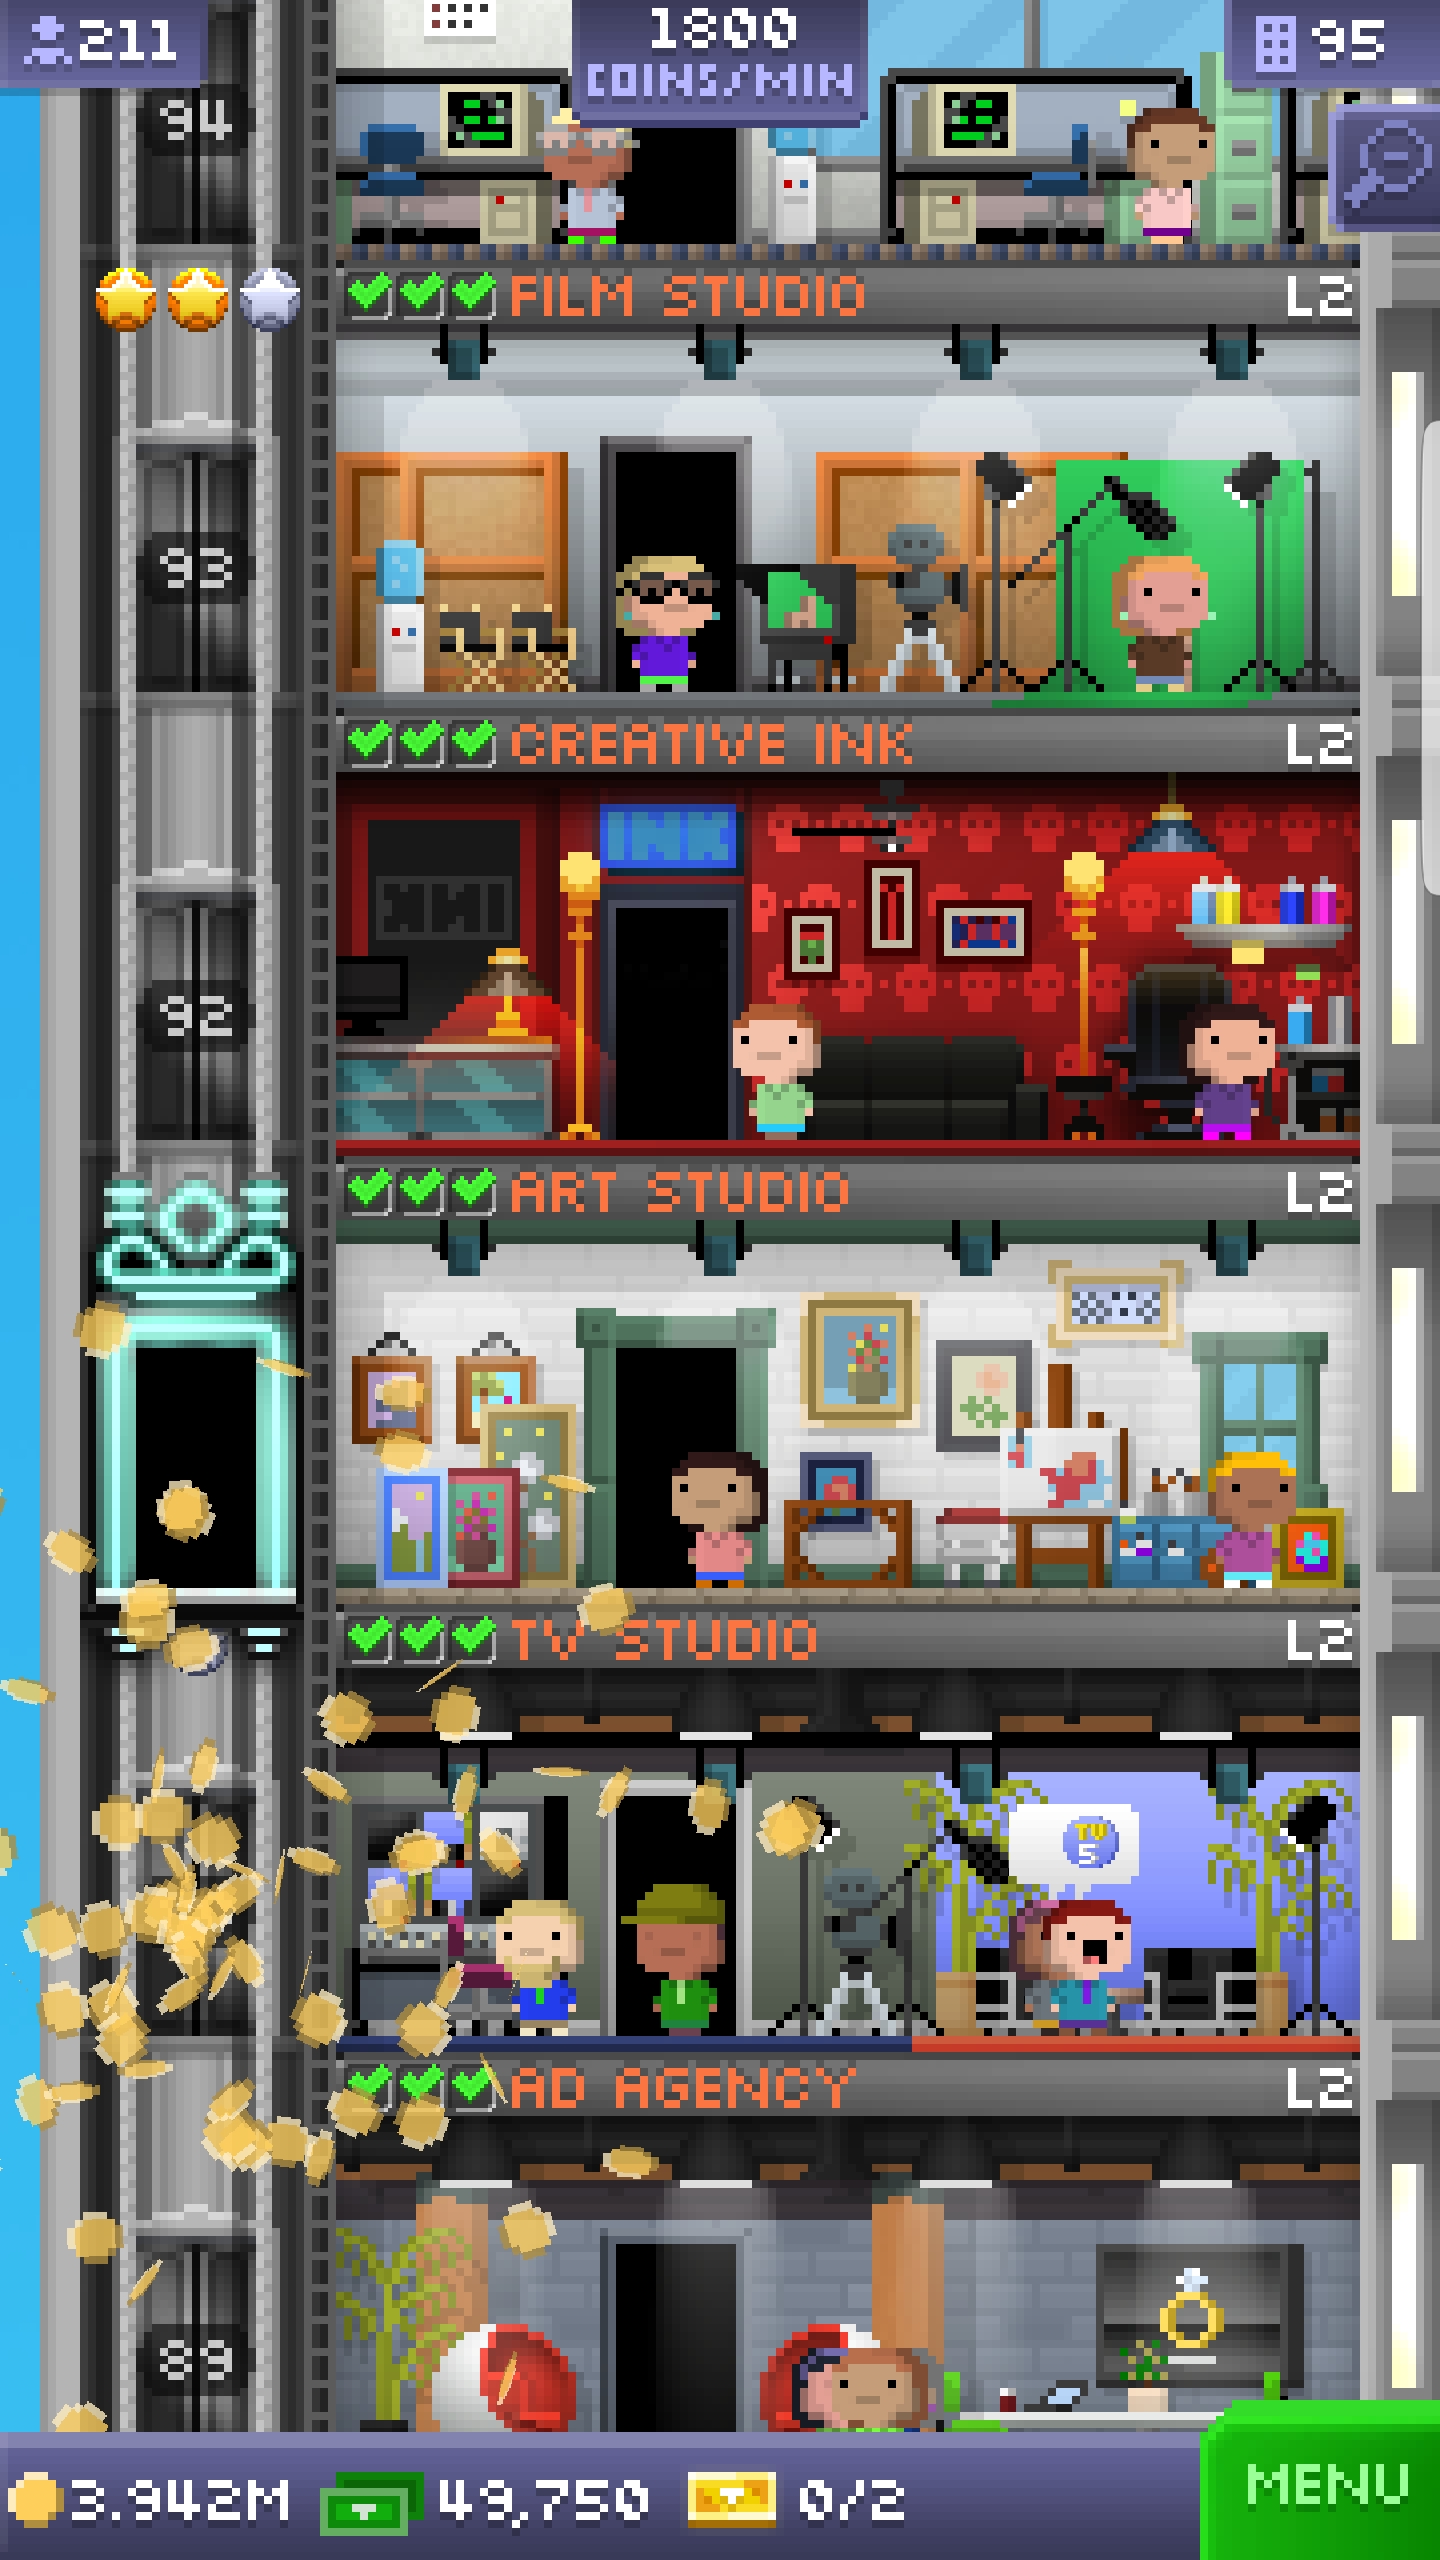 211
1800
COINS/MIN
95
94
FILM STUDIO L2
93
CREATIVE INK L2
INK
92
ART STUDIO L2
TV STUDIO L2
TV
5
AD AGENCY L2
89
3.942M 49,750 0/2
MENU